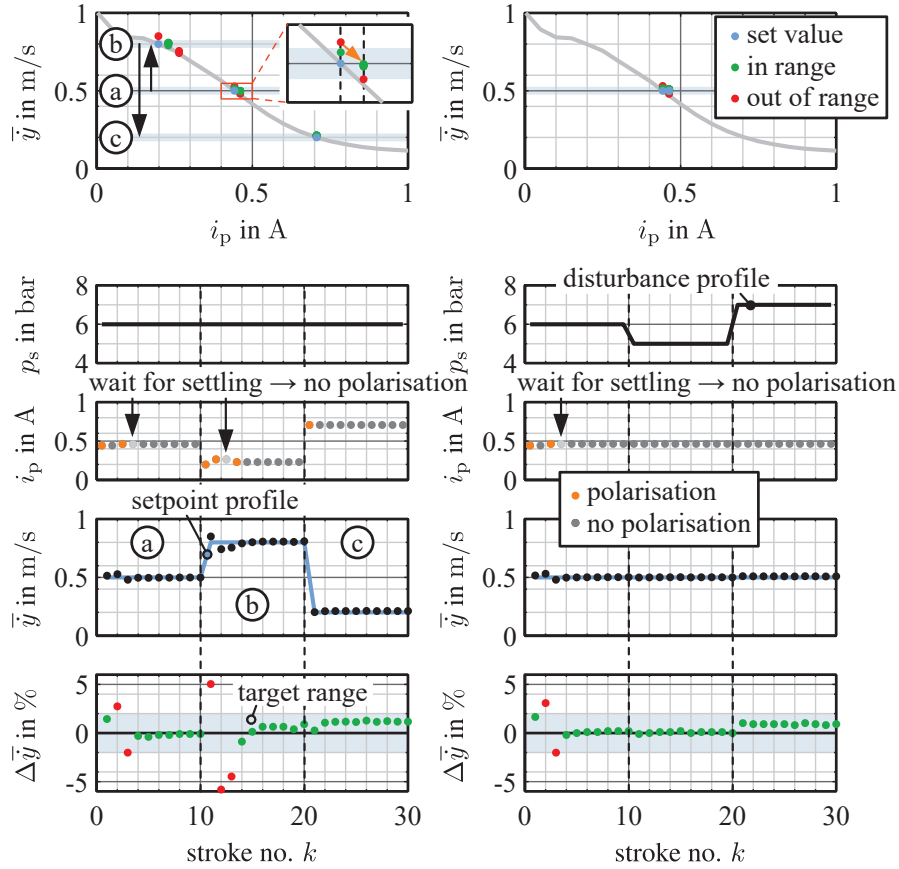 1
b
0.5
a
c
0
0 0.5 1
ẏ̅ in m/s
i_p in A
1
0.5
0
0 0.5 1
ẏ̅ in m/s
i_p in A
set value
in range
out of range
8
6
4
p_s in bar
8
6
4
p_s in bar
disturbance profile
wait for settling → no polarisation
wait for settling → no polarisation
1
0.5
0
i_p in A
1
0.5
0
i_p in A
polarisation
no polarisation
setpoint profile
1
0.5
0
ẏ̅ in m/s
a
b
c
1
0.5
0
ẏ̅ in m/s
5
0
-5
Δẏ̅ in %
target range
0 10 20 30
stroke no. k
5
0
-5
Δẏ̅ in %
0 10 20 30
stroke no. k